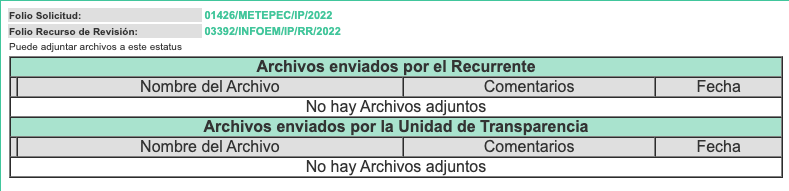 Folio Solicitud: 01426/METEPEC/IP/2022
Folio Recurso de Revisión: 03392/INFOEM/IP/RR/2022
Puede adjuntar archivos a este estatus
Archivos enviados por el Recurrente
Nombre del Archivo Comentarios Fecha
No hay Archivos adjuntos
Archivos enviados por la Unidad de Transparencia
Nombre del Archivo Comentarios Fecha
No hay Archivos adjuntos